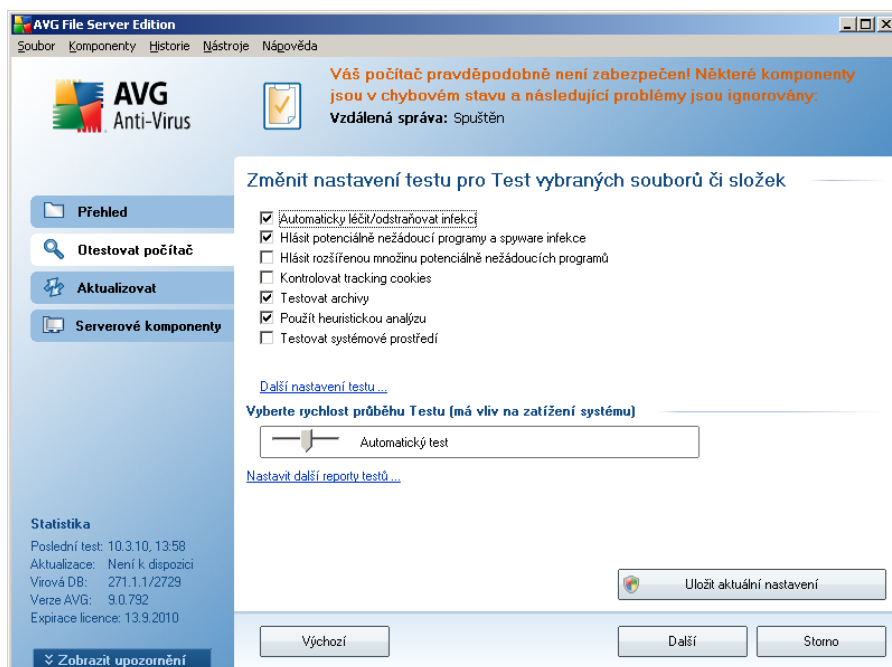 AVG File Server Edition
Soubor Komponenty Historie Nástroje Nápověda
AVG
Anti-Virus
Váš počítač pravděpodobně není zabezpečen! Některé komponenty
jsou v chybovém stavu a následující problémy jsou ignorovány:
Vzdálená správa: Spuštěn
Přehled
Otestovat počítač
Aktualizovat
Serverové komponenty
Změnit nastavení testu pro Test vybraných souborů či složek
Automaticky léčit/odstraňovat infekci
Hlásit potenciálně nežádoucí programy a spyware infekce
Hlásit rozšířenou množinu potenciálně nežádoucích programů
Kontrolovat tracking cookies
Testovat archivy
Použít heuristickou analýzu
Testovat systémové prostředí
Další nastavení testu ...
Vyberte rychlost průběhu Testu (má vliv na zatížení systému)
Automatický test
Nastavit další reporty testů ...
Statistika
Poslední test: 10.3.10, 13:58
Aktualizace: Není k dispozici
Virová DB: 271.1.1/2729
Verze AVG: 9.0.792
Expirace licence: 13.9.2010
Zobrazit upozornění
Uložit aktuální nastavení
Výchozí
Další
Storno